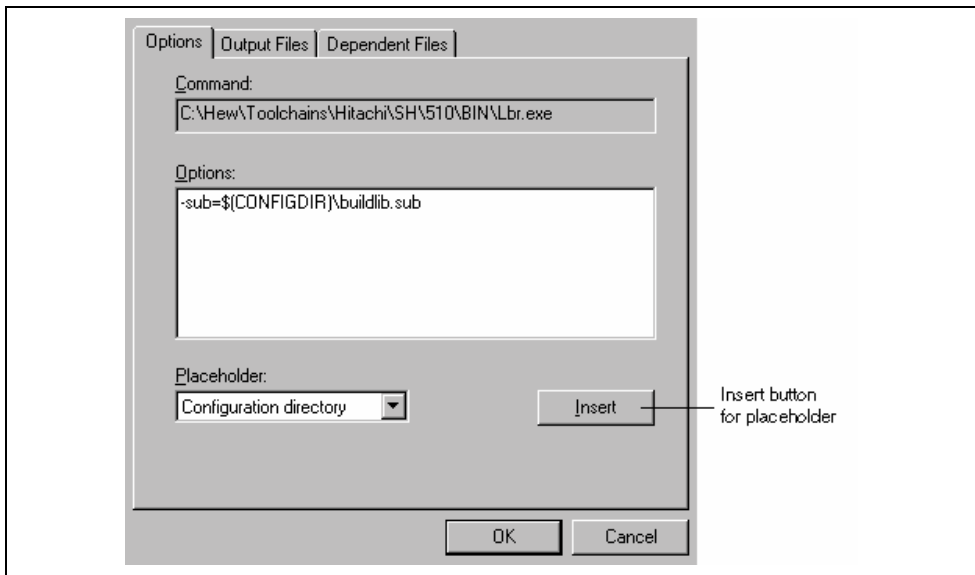 Options Output Files Dependent Files
Command:
C:\Hew\Toolchains\Hitachi\SH\510\BIN\Lbr.exe
Options:
-sub=$(CONFIGDIR)\buildlib.sub
Placeholder:
Configuration directory
Insert
Insert button
for placeholder
OK
Cancel